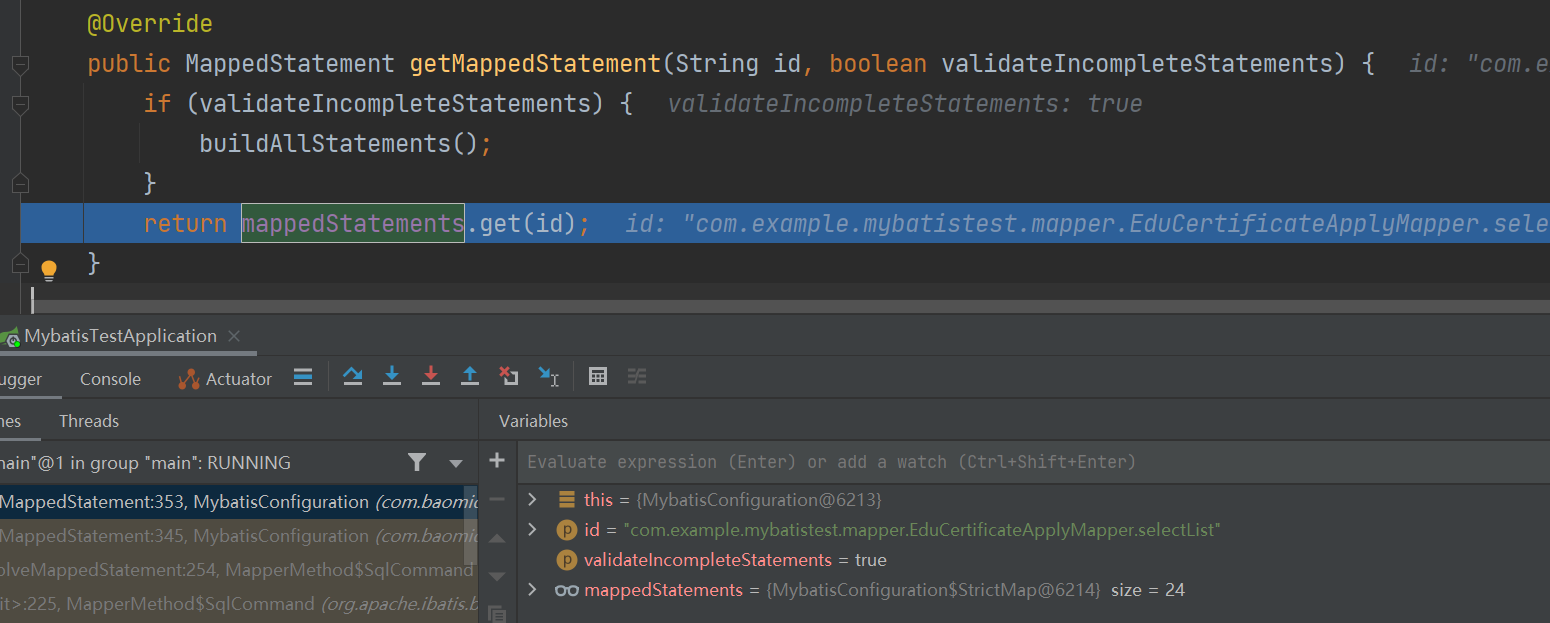 @Override
public MappedStatement getMappedStatement(String id, boolean validateIncompleteStatements) { id: "com.e
if (validateIncompleteStatements) { validateIncompleteStatements: true
buildAllStatements();
}
return mappedStatements.get(id); id: "com.example.mybatistest.mapper.EduCertificateApplyMapper.sele
}
MybatisTestApplication
ugger Console Actuator
nes Threads Variables
nain"@1 in group "main": RUNNING
Evaluate expression (Enter) or add a watch (Ctrl+Shift+Enter)
MappedStatement:353, MybatisConfiguration (com.baomid
MappedStatement:345, MybatisConfiguration (com.baomid
olveMappedStatement:254, MapperMethod$SqlCommand
it>:225, MapperMethod$SqlCommand (org.apache.ibatis.b
this = {MybatisConfiguration@6213}
p id = "com.example.mybatistest.mapper.EduCertificateApplyMapper.selectList"
p validateIncompleteStatements = true
mappedStatements = {MybatisConfiguration$StrictMap@6214} size = 24